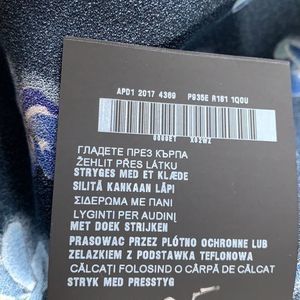 APD1 2017 4369 P935E R161 1Q0U
ГЛАДЕТЕ ПРЕЗ КЪРПА
ŽEHLIT PŘES LÁTKU
STRYGES MED ET KLÆDE
SILITÄ KANKAAN LÄPI
ΣΙΔΕΡΩΜΑ ΜΕ ΠΑΝΙ
LYGINTI PER AUDINĮ
MET DOEK STRIJKEN
PRASOWAĆ PRZEZ PŁÓTNO OCHRONNE LUB
ŻELAZKIEM Z PODSTAWKĄ TEFLONOWĄ
CĂLCAŢI FOLOSIND O CÂRPĂ DE CĂLCAT
STRYK MED PRESSTYG